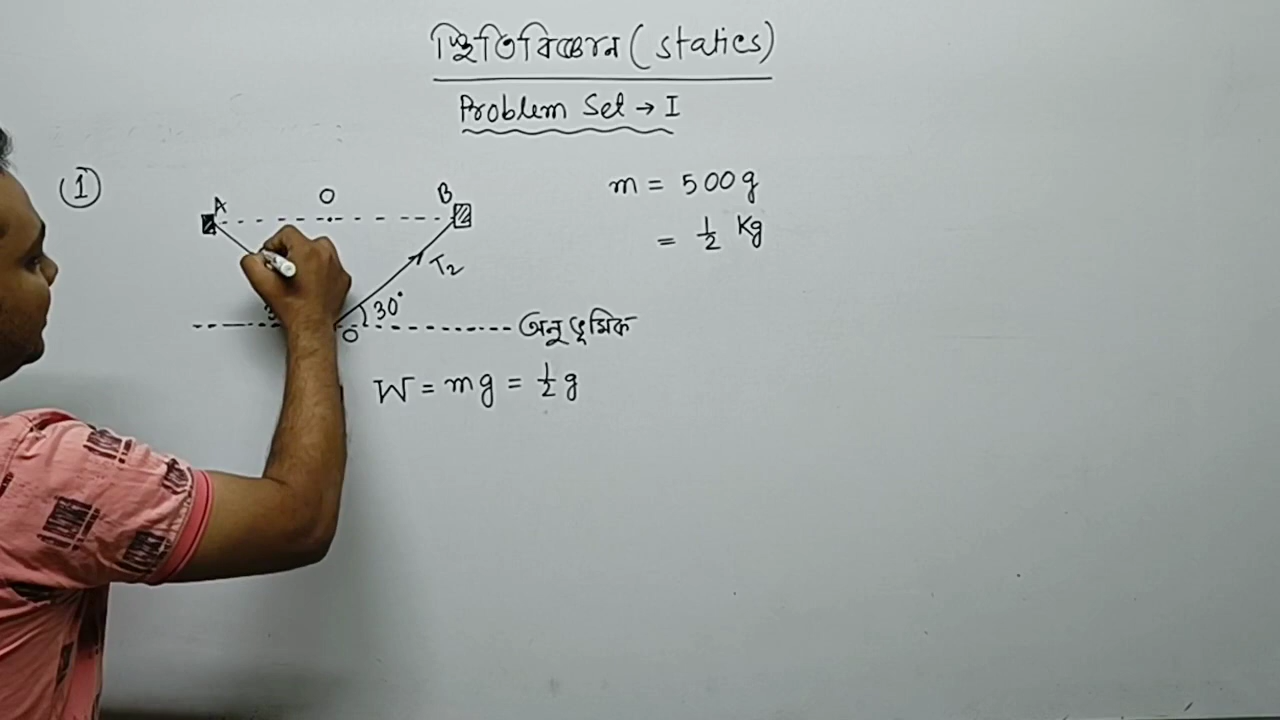 স্থিতিবিদ্যা (statics)
Problem Set → I
①
A O B
m = 500g
= 1/2 Kg
T₂
30°
O
অনুভূমিক
W = mg = 1/2 g